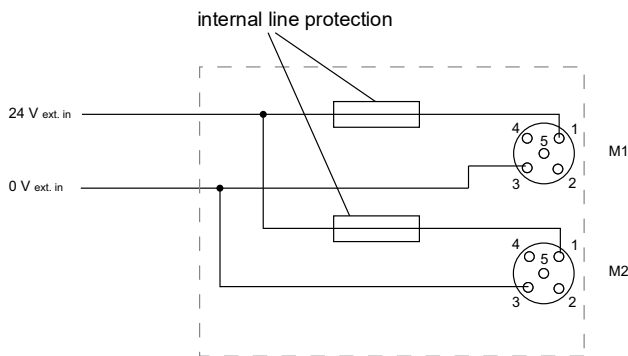 internal line protection
24 V ext. in
4
1
5
3
2
M1
0 V ext. in
4
1
5
3
2
M2